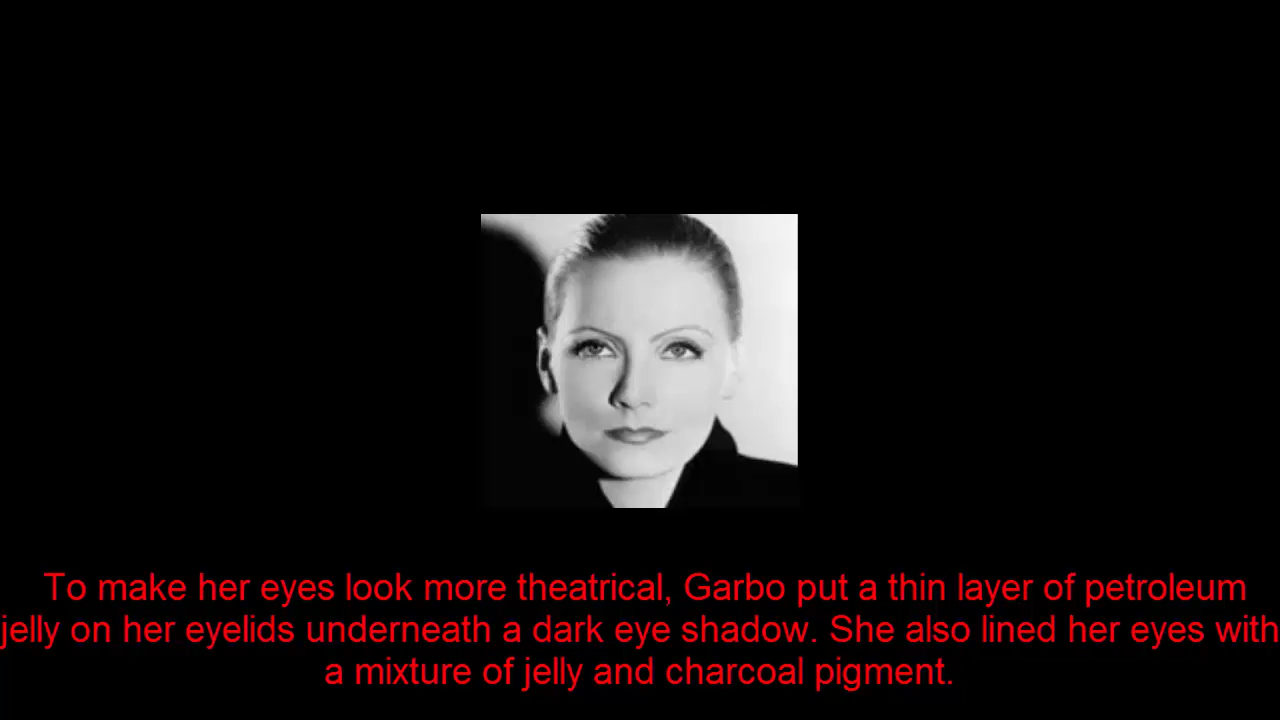 To make her eyes look more theatrical, Garbo put a thin layer of petroleum
jelly on her eyelids underneath a dark eye shadow. She also lined her eyes with
a mixture of jelly and charcoal pigment.